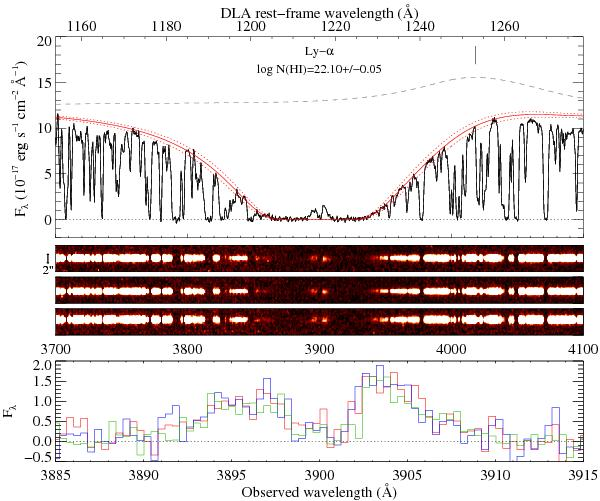 DLA rest-frame wavelength (Å)
1160 1180 1200 1220 1240 1260
Ly-α
log N(HI)=22.10+/-0.05
F_λ (10⁻¹⁷ erg s⁻¹ cm⁻² Å⁻¹)
20
15
10
5
0
2"
3700 3800 3900 4000 4100
F_λ
2.0
1.5
1.0
0.5
0.0
-0.5
3885 3890 3895 3900 3905 3910 3915
Observed wavelength (Å)